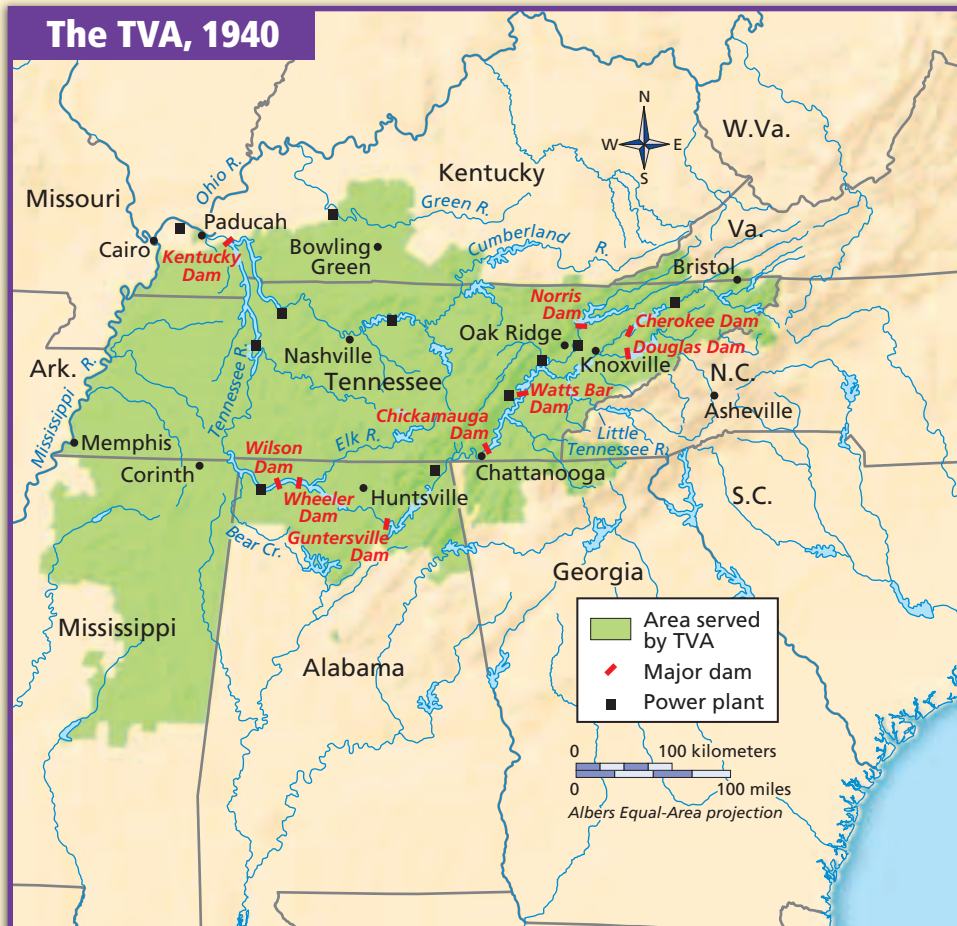 The TVA, 1940
N
W
E
S
W.Va.
Kentucky
Missouri
Ohio R.
Green R.
Paducah
Cairo
Kentucky
Dam
Bowling
Green
Cumberland
R.
Va.
Bristol
Norris
Dam
Cherokee Dam
Oak Ridge
Douglas Dam
Knoxville
Nashville
Ark.
Tennessee
N.C.
Mississippi R.
Tennessee R.
Watts Bar
Dam
Asheville
Chickamauga
Dam
Memphis
Elk R.
Little
Tennessee R.
Wilson
Dam
Corinth
Chattanooga
Wheeler
Dam
Huntsville
S.C.
Guntersville
Dam
Bear Cr.
Georgia
Mississippi
Alabama
Area served
by TVA
Major dam
Power plant
0 100 kilometers
0 100 miles
Albers Equal-Area projection